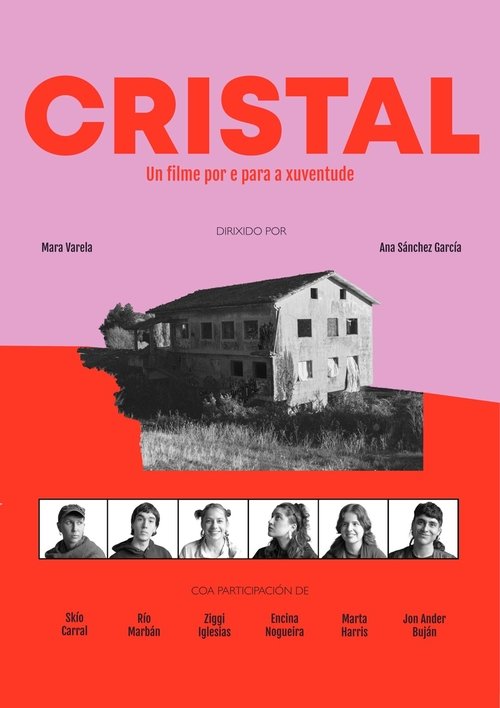 CRISTAL
Un filme por e para a xuventude
DIRIXIDO POR
Mara Varela
Ana Sánchez García
COA PARTICIPACIÓN DE
Skío
Carral
Río
Marbán
Ziggi
Iglesias
Encina
Nogueira
Marta
Harris
Jon Ander
Buján